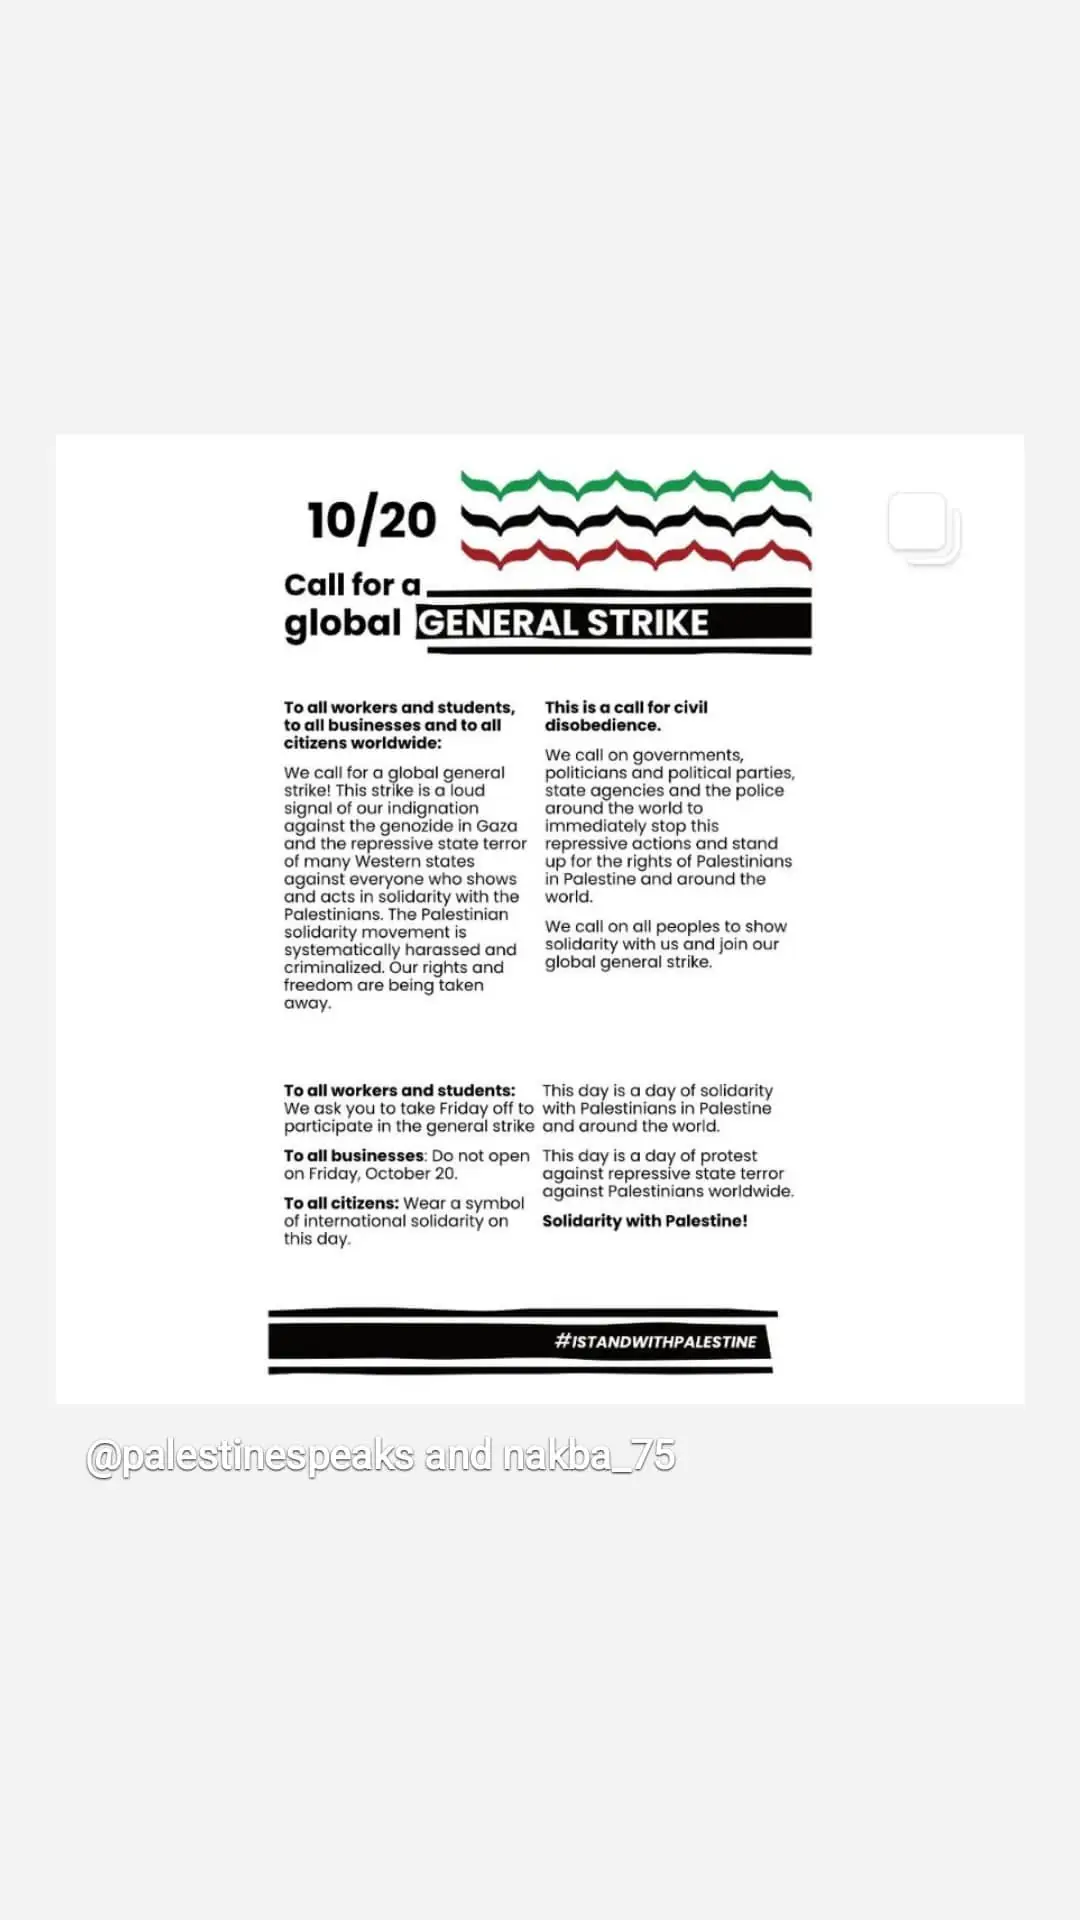 10/20
Call for a
global GENERAL STRIKE
To all workers and students,
to all businesses and to all
citizens worldwide:
We call for a global general
strike! This strike is a loud
signal of our indignation
against the genozide in Gaza
and the repressive state terror
of many Western states
against everyone who shows
and acts in solidarity with the
Palestinians. The Palestinian
solidarity movement is
systematically harassed and
criminalized. Our rights and
freedom are being taken
away.
This is a call for civil
disobedience.
We call on governments,
politicians and political parties,
state agencies and the police
around the world to
immediately stop this
repressive actions and stand
up for the rights of Palestinians
in Palestine and around the
world.
We call on all peoples to show
solidarity with us and join our
global general strike.
To all workers and students:
We ask you to take Friday off to
participate in the general strike
To all businesses: Do not open
on Friday, October 20.
To all citizens: Wear a symbol
of international solidarity on
this day.
This day is a day of solidarity
with Palestinians in Palestine
and around the world.
This day is a day of protest
against repressive state terror
against Palestinians worldwide.
Solidarity with Palestine!
#ISTANDWITHPALESTINE
@palestinespeaks and nakba_75